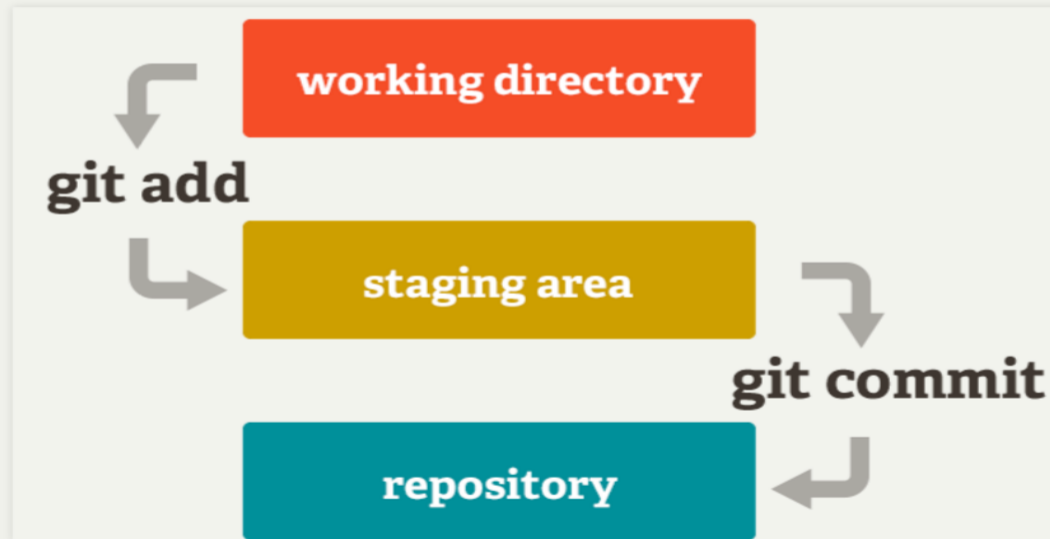 working directory
git add
staging area
git commit
repository